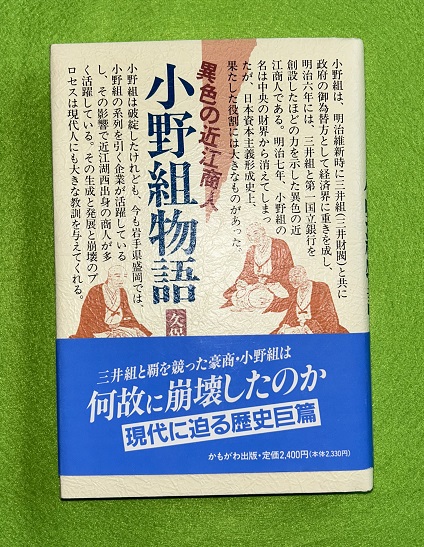 小野組は、明治維新時に三井組(三井財閥)と共に
政府の御為替方として経済界に重きを成し、
明治六年には、三井組と第一国立銀行を
創設したほどの力を示した異色の近
江商人である。明治七年、小野組の
名は中央の財界から消えてしまっ
たが、日本資本主義形成史上、
果たした役割には大きなものがあった。
異色の近江商人
小野組物語
久保
小野組は破綻したけれども、今も岩手県盛岡では、
小野組の系列を引く企業が活躍している
し、その影響で近江湖西出身の商人が多
く活躍している。その生成と発展と崩壊のプ
ロセスは現代人にも大きな教訓を与えてくれる。
三井組と覇を競った豪商・小野組は
何故に崩壊したのか
現代に迫る歴史巨篇
かもがわ出版・定価2,400円(本体2,330円)